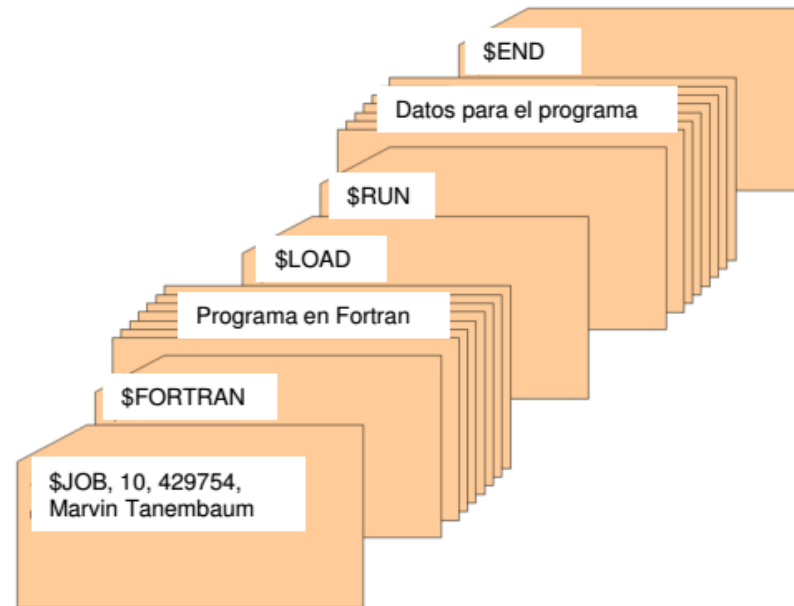 $END
Datos para el programa
$RUN
$LOAD
Programa en Fortran
$FORTRAN
$JOB, 10, 429754,
Marvin Tanembaum